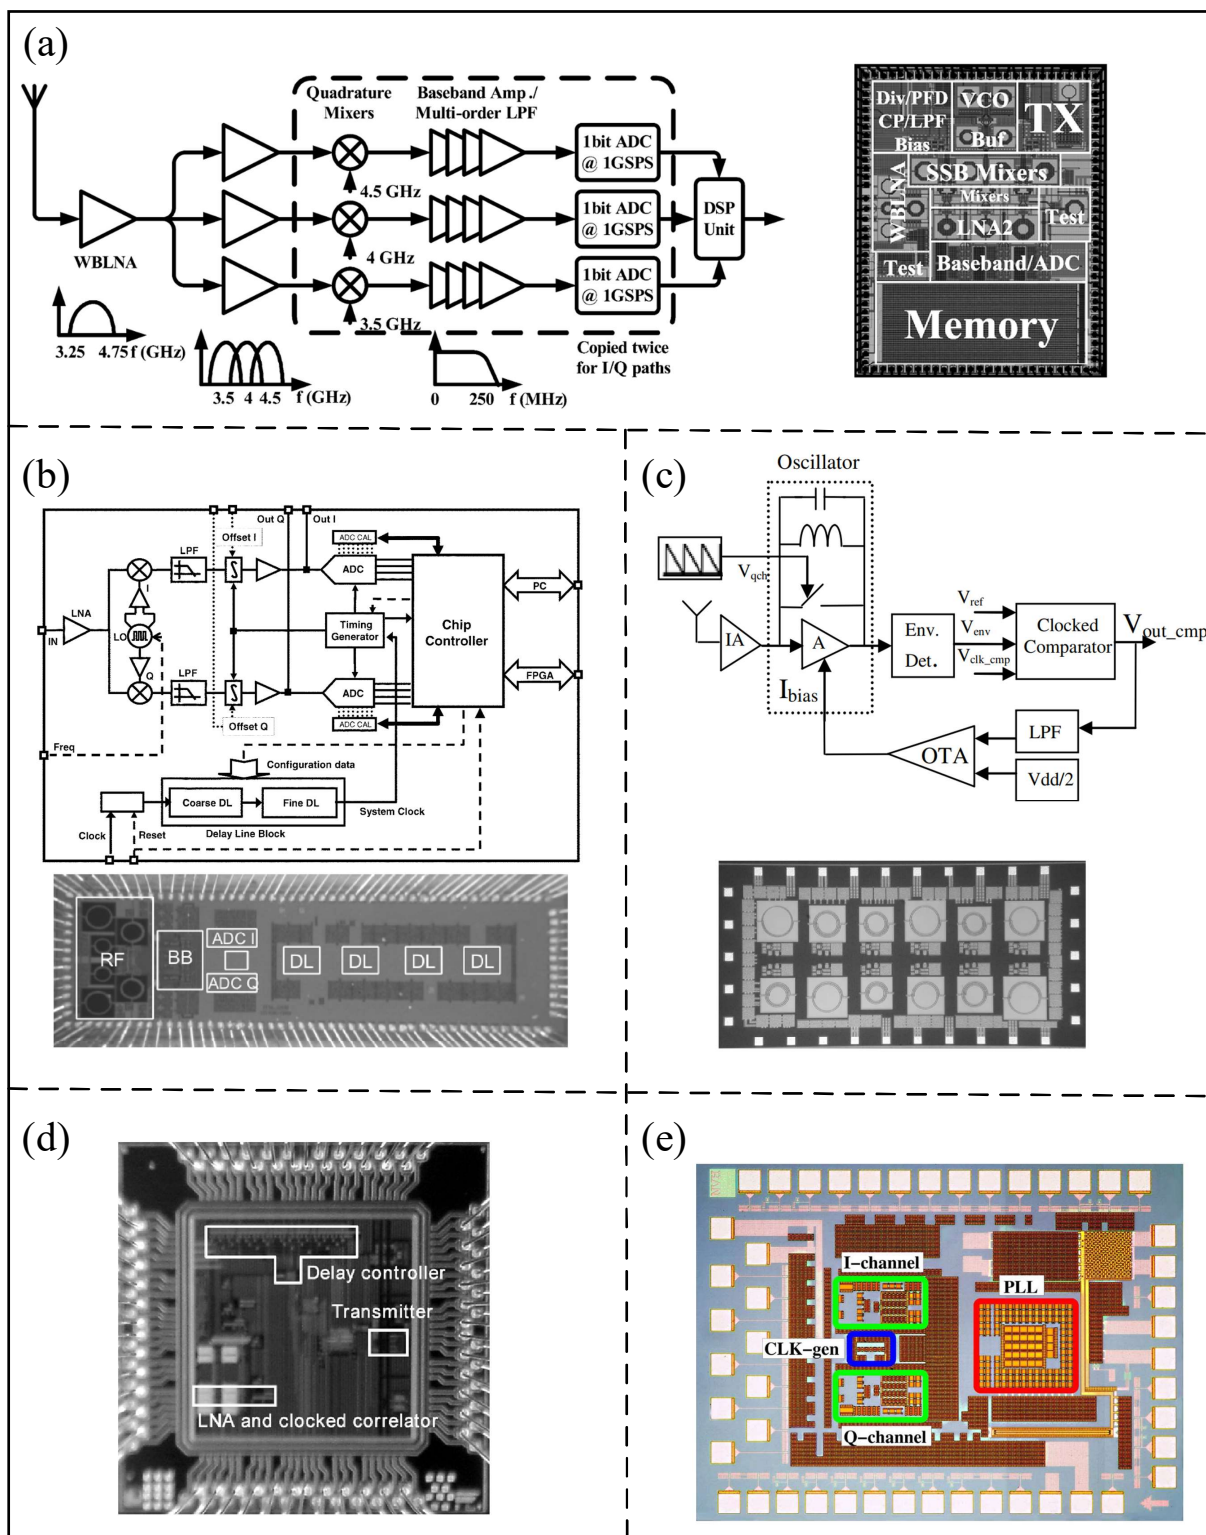 (a)
Quadrature
Mixers
Baseband Amp./
Multi-order LPF
1bit ADC
@ 1GSPS
4.5 GHz
1bit ADC
@ 1GSPS
DSP
Unit
WBLNA
4 GHz
1bit ADC
@ 1GSPS
3.5 GHz
3.25 4.75 f (GHz)
3.5 4 4.5 f (GHz)
0 250 f (MHz)
Copied twice
for I/Q paths
Div/PFD
CP/LPF
Bias
VCO
Buf
TX
WBLNA
SSB Mixers
Mixers
LNA2
Test
Test
Baseband/ADC
Memory
(b)
Out Q
Out I
Offset I
ADC CAL
LPF
ADC
I
LNA
IN
LO
Timing
Generator
Chip
Controller
PC
Q
LPF
ADC
FPGA
ADC CAL
Offset Q
Freq
Configuration data
Coarse DL
Fine DL
System Clock
Clock
Reset
Delay Line Block
RF
BB
ADC I
ADC Q
DL
DL
DL
DL
(c)
Oscillator
Vqch
IA
A
Ibias
Env.
Det.
Vref
Venv
Vclk_cmp
Clocked
Comparator
Vout_cmp
OTA
LPF
Vdd/2
(d)
Delay controller
Transmitter
LNA and clocked correlator
(e)
I-channel
PLL
CLK-gen
Q-channel